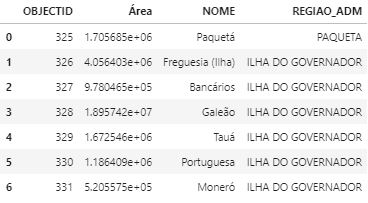 OBJECTID Área NOME REGIAO_ADM
0 325 1.705685e+06 Paquetá PAQUETA
1 326 4.056403e+06 Freguesia (Ilha) ILHA DO GOVERNADOR
2 327 9.780465e+05 Bancários ILHA DO GOVERNADOR
3 328 1.895742e+07 Galeão ILHA DO GOVERNADOR
4 329 1.672546e+06 Tauá ILHA DO GOVERNADOR
5 330 1.186409e+06 Portuguesa ILHA DO GOVERNADOR
6 331 5.205575e+05 Moneró ILHA DO GOVERNADOR